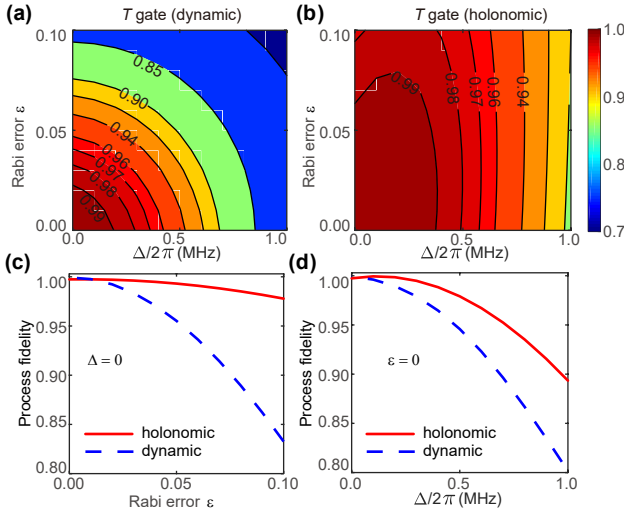 (a) T gate (dynamic)
(b) T gate (holonomic)
Rabi error ε
0.10
0.05
0.00
0.85
0.90
0.94
0.96
0.97
0.98
0.99
0.0 0.5 1.0
Δ/2π (MHz)
Rabi error ε
0.10
0.05
0.00
0.99
0.98
0.97
0.96
0.94
0.0 0.5 1.0
Δ/2π (MHz)
1.0
0.9
0.8
0.7
(c)
Process fidelity
1.00
0.95
0.90
0.85
0.80
Δ = 0
holonomic
dynamic
0.00 0.05 0.10
Rabi error ε
(d)
Process fidelity
1.00
0.95
0.90
0.85
0.80
ε = 0
holonomic
dynamic
0.0 0.5 1.0
Δ/2π (MHz)